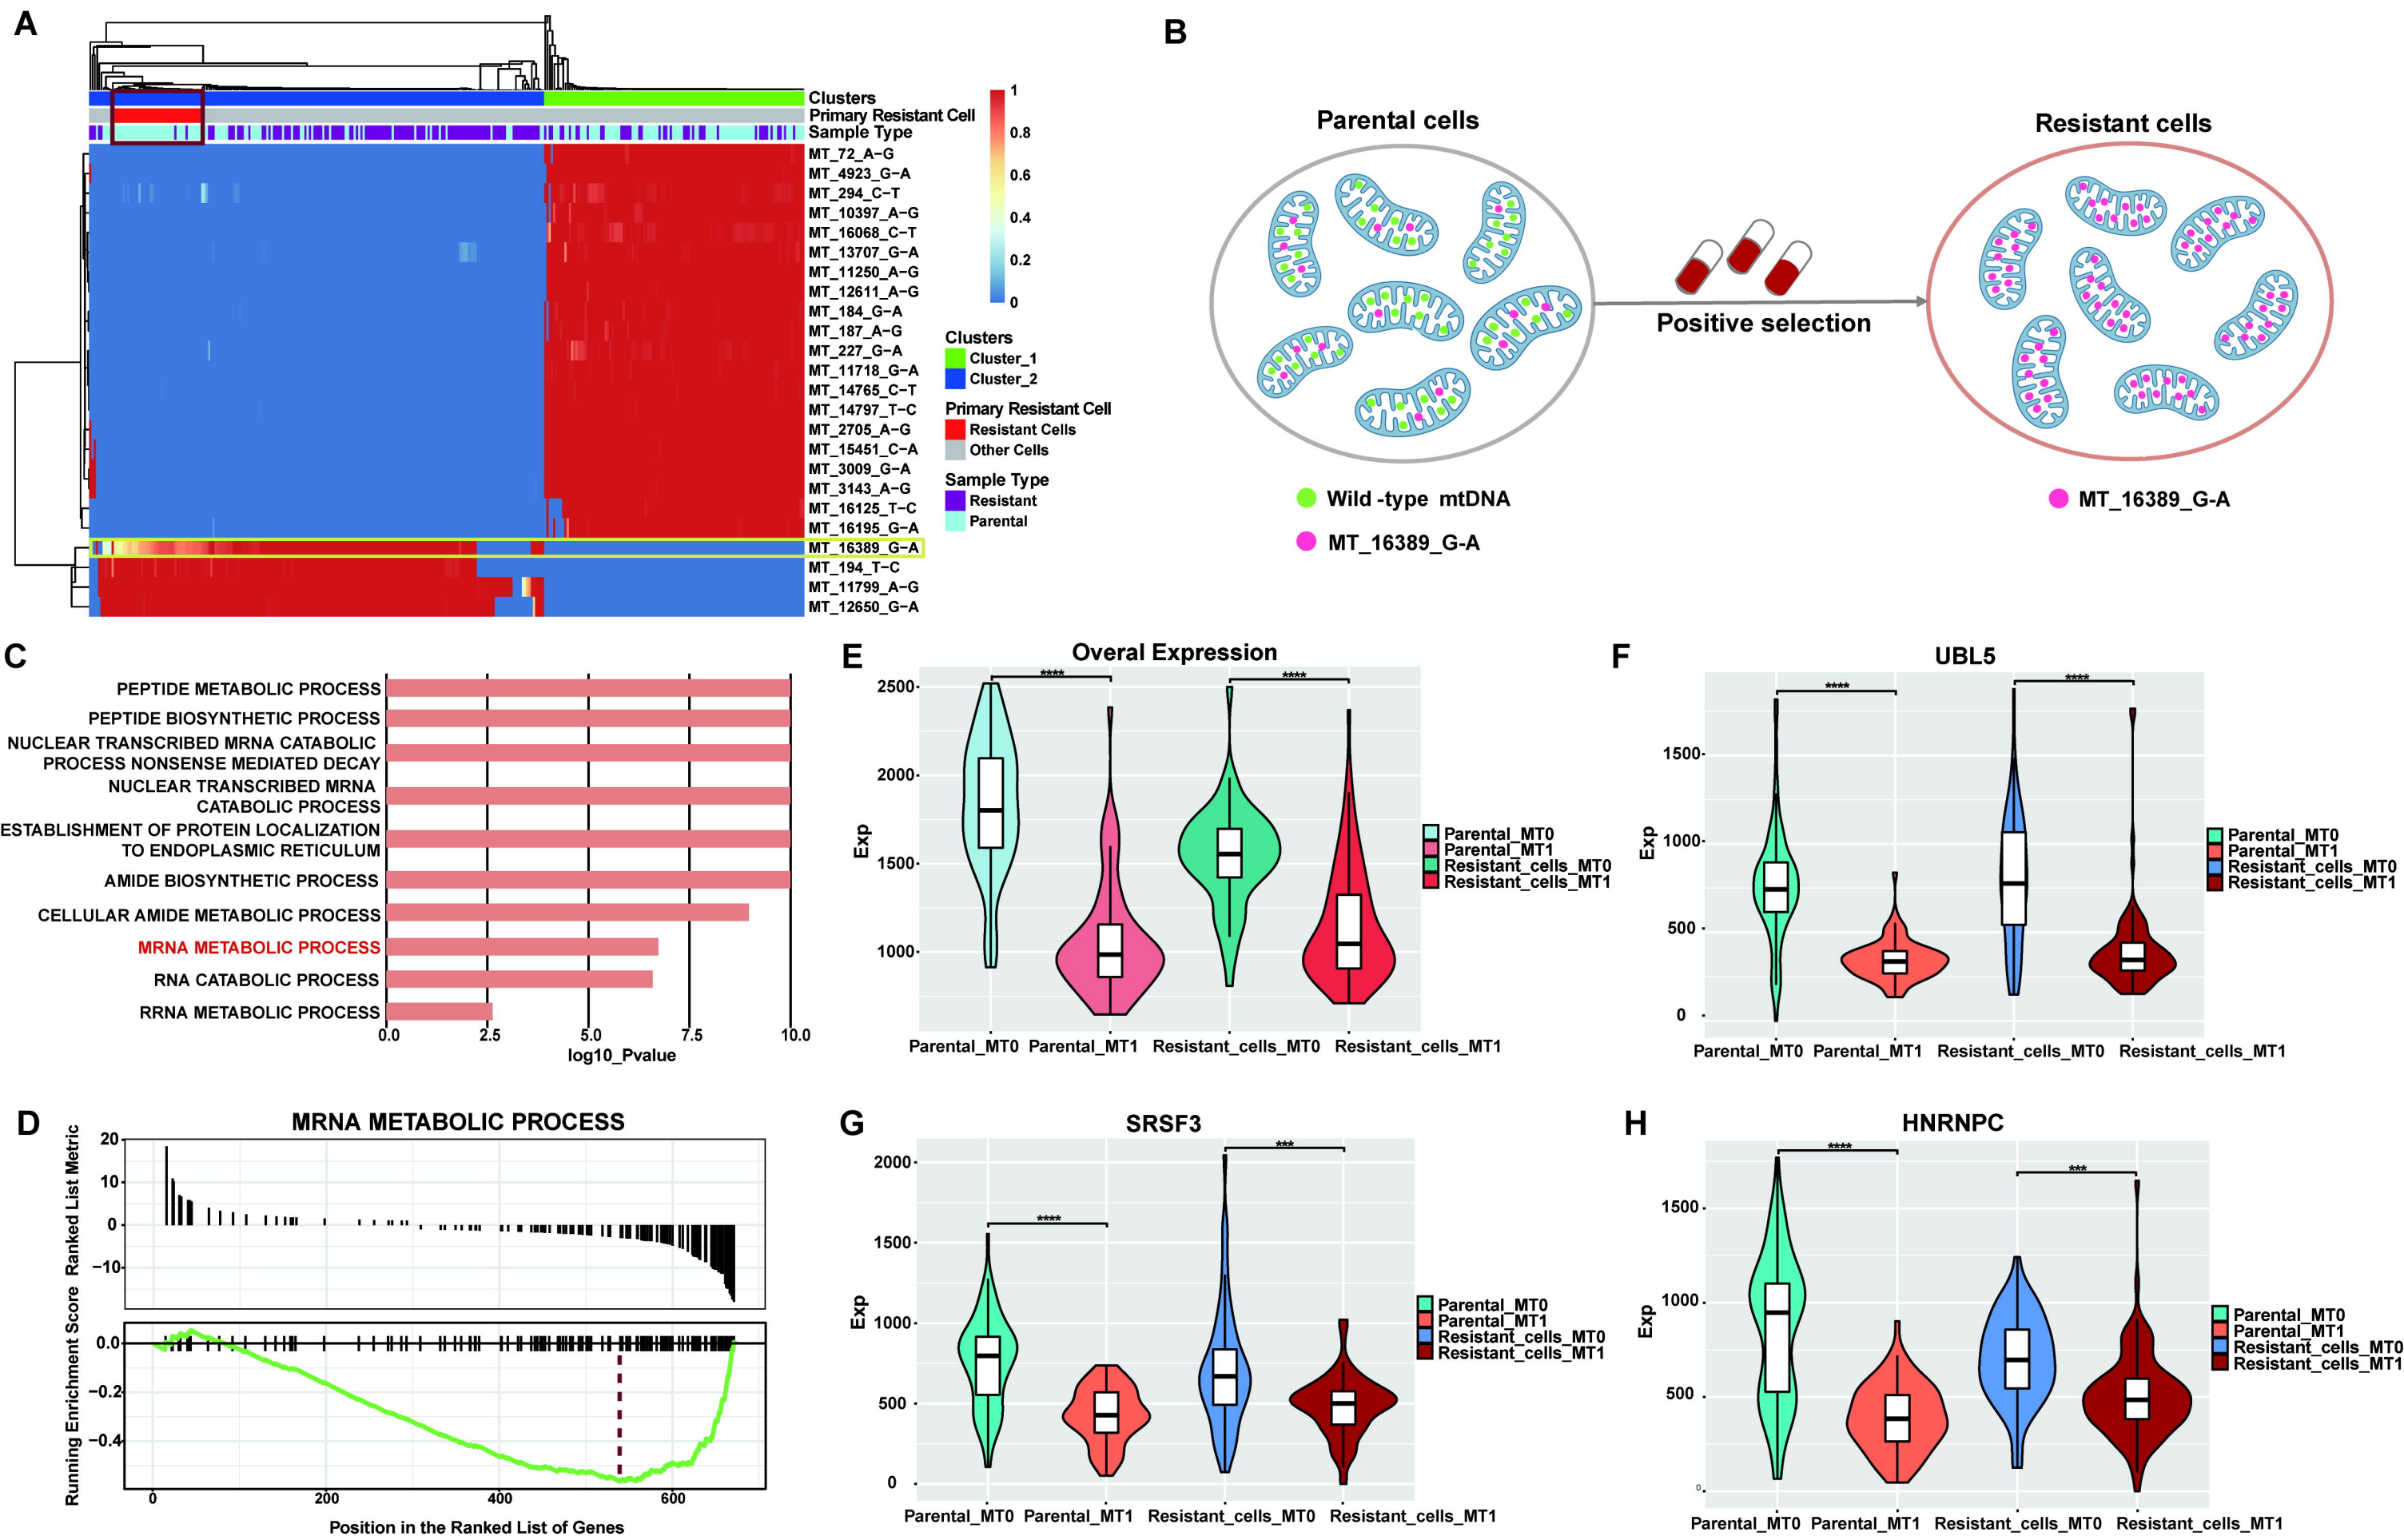 A
Clusters
Primary Resistant Cell
Sample Type
MT_72_A−G
MT_4923_G−A
MT_294_C−T
MT_10397_A−G
MT_16068_C−T
MT_13707_G−A
MT_11250_A−G
MT_12611_A−G
MT_184_G−A
MT_187_A−G
MT_227_G−A
MT_11718_G−A
MT_14765_C−T
MT_14797_T−C
MT_2705_A−G
MT_15451_C−A
MT_3009_G−A
MT_3143_A−G
MT_16125_T−C
MT_16195_G−A
MT_16389_G−A
MT_194_T−C
MT_11799_A−G
MT_12650_G−A
1
0.8
0.6
0.4
0.2
0
Clusters
Cluster_1
Cluster_2
Primary Resistant Cell
Resistant Cells
Other Cells
Sample Type
Resistant
Parental
B
Parental cells
Positive selection
Resistant cells
Wild -type mtDNA
MT_16389_G-A
MT_16389_G-A
C
PEPTIDE METABOLIC PROCESS
PEPTIDE BIOSYNTHETIC PROCESS
NUCLEAR TRANSCRIBED MRNA CATABOLIC
PROCESS NONSENSE MEDIATED DECAY
NUCLEAR TRANSCRIBED MRNA
CATABOLIC PROCESS
ESTABLISHMENT OF PROTEIN LOCALIZATION
TO ENDOPLASMIC RETICULUM
AMIDE BIOSYNTHETIC PROCESS
CELLULAR AMIDE METABOLIC PROCESS
MRNA METABOLIC PROCESS
RNA CATABOLIC PROCESS
RRNA METABOLIC PROCESS
0.0 2.5 5.0 7.5 10.0
log10_Pvalue
D
MRNA METABOLIC PROCESS
Ranked List Metric
20
10
0
−10
Running Enrichment Score
0.0
−0.2
−0.4
0 200 400 600
Position in the Ranked List of Genes
E
Overal Expression
Exp
2500
2000
1500
1000
****
****
Parental_MT0 Parental_MT1 Resistant_cells_MT0 Resistant_cells_MT1
Parental_MT0
Parental_MT1
Resistant_cells_MT0
Resistant_cells_MT1
F
UBL5
Exp
1500
1000
500
0
****
****
Parental_MT0 Parental_MT1 Resistant_cells_MT0 Resistant_cells_MT1
Parental_MT0
Parental_MT1
Resistant_cells_MT0
Resistant_cells_MT1
G
SRSF3
Exp
2000
1500
1000
500
0
****
***
Parental_MT0 Parental_MT1 Resistant_cells_MT0 Resistant_cells_MT1
Parental_MT0
Parental_MT1
Resistant_cells_MT0
Resistant_cells_MT1
H
HNRNPC
Exp
1500
1000
500
0
****
***
Parental_MT0 Parental_MT1 Resistant_cells_MT0 Resistant_cells_MT1
Parental_MT0
Parental_MT1
Resistant_cells_MT0
Resistant_cells_MT1